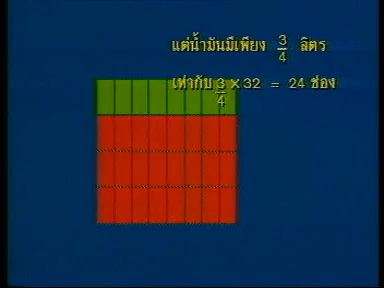 แต่น้ำมันมีเพียง 3/4 ลิตร
เท่ากับ 3/4 × 32 = 24 ช่อง